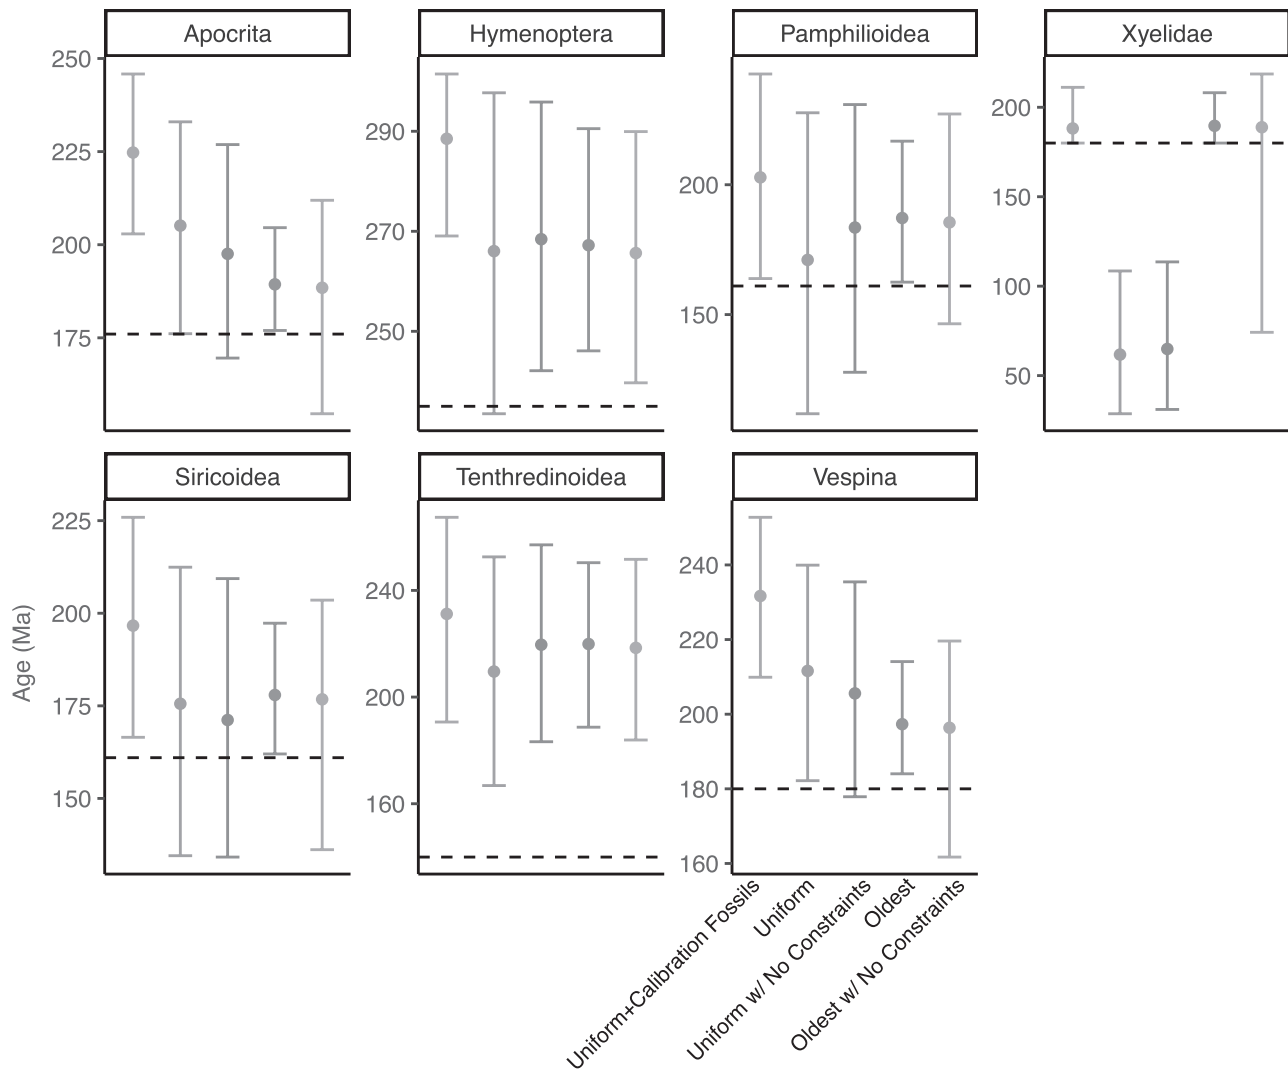 Apocrita
Hymenoptera
Pamphilioidea
Xyelidae
250
225
200
175
290
270
250
200
150
200
150
100
50
Siricoidea
Tenthredinoidea
Vespina
Age (Ma)
225
200
175
150
240
200
160
240
220
200
180
160
Uniform+Calibration Fossils
Uniform
Uniform w/ No Constraints
Oldest
Oldest w/ No Constraints